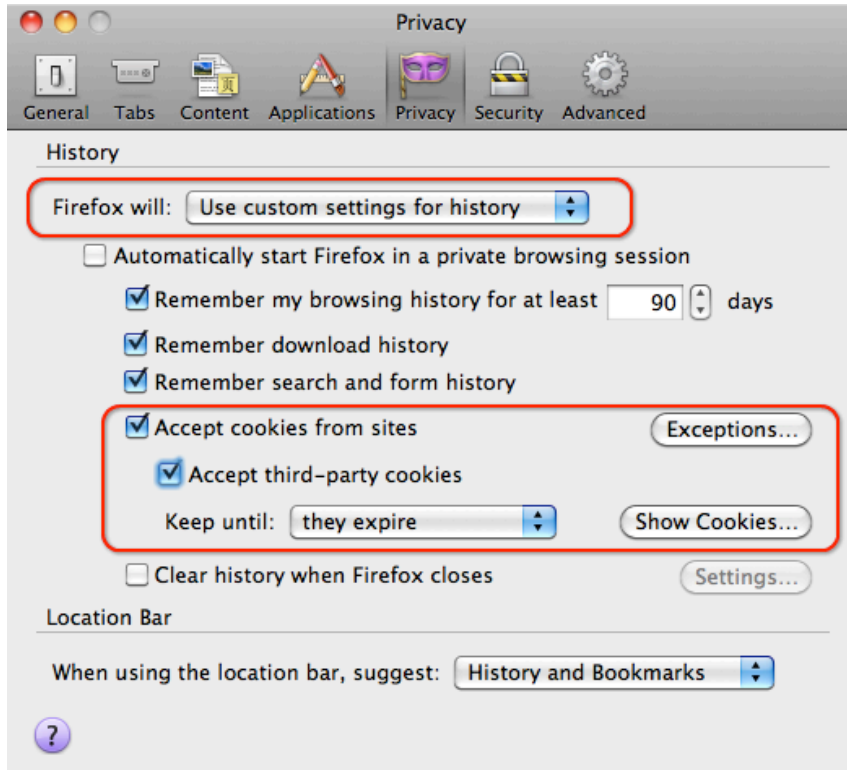 Privacy
General Tabs Content Applications Privacy Security Advanced
History
Firefox will: Use custom settings for history
Automatically start Firefox in a private browsing session
Remember my browsing history for at least 90 days
Remember download history
Remember search and form history
Accept cookies from sites Exceptions...
Accept third-party cookies
Keep until: they expire Show Cookies...
Clear history when Firefox closes Settings...
Location Bar
When using the location bar, suggest: History and Bookmarks
?